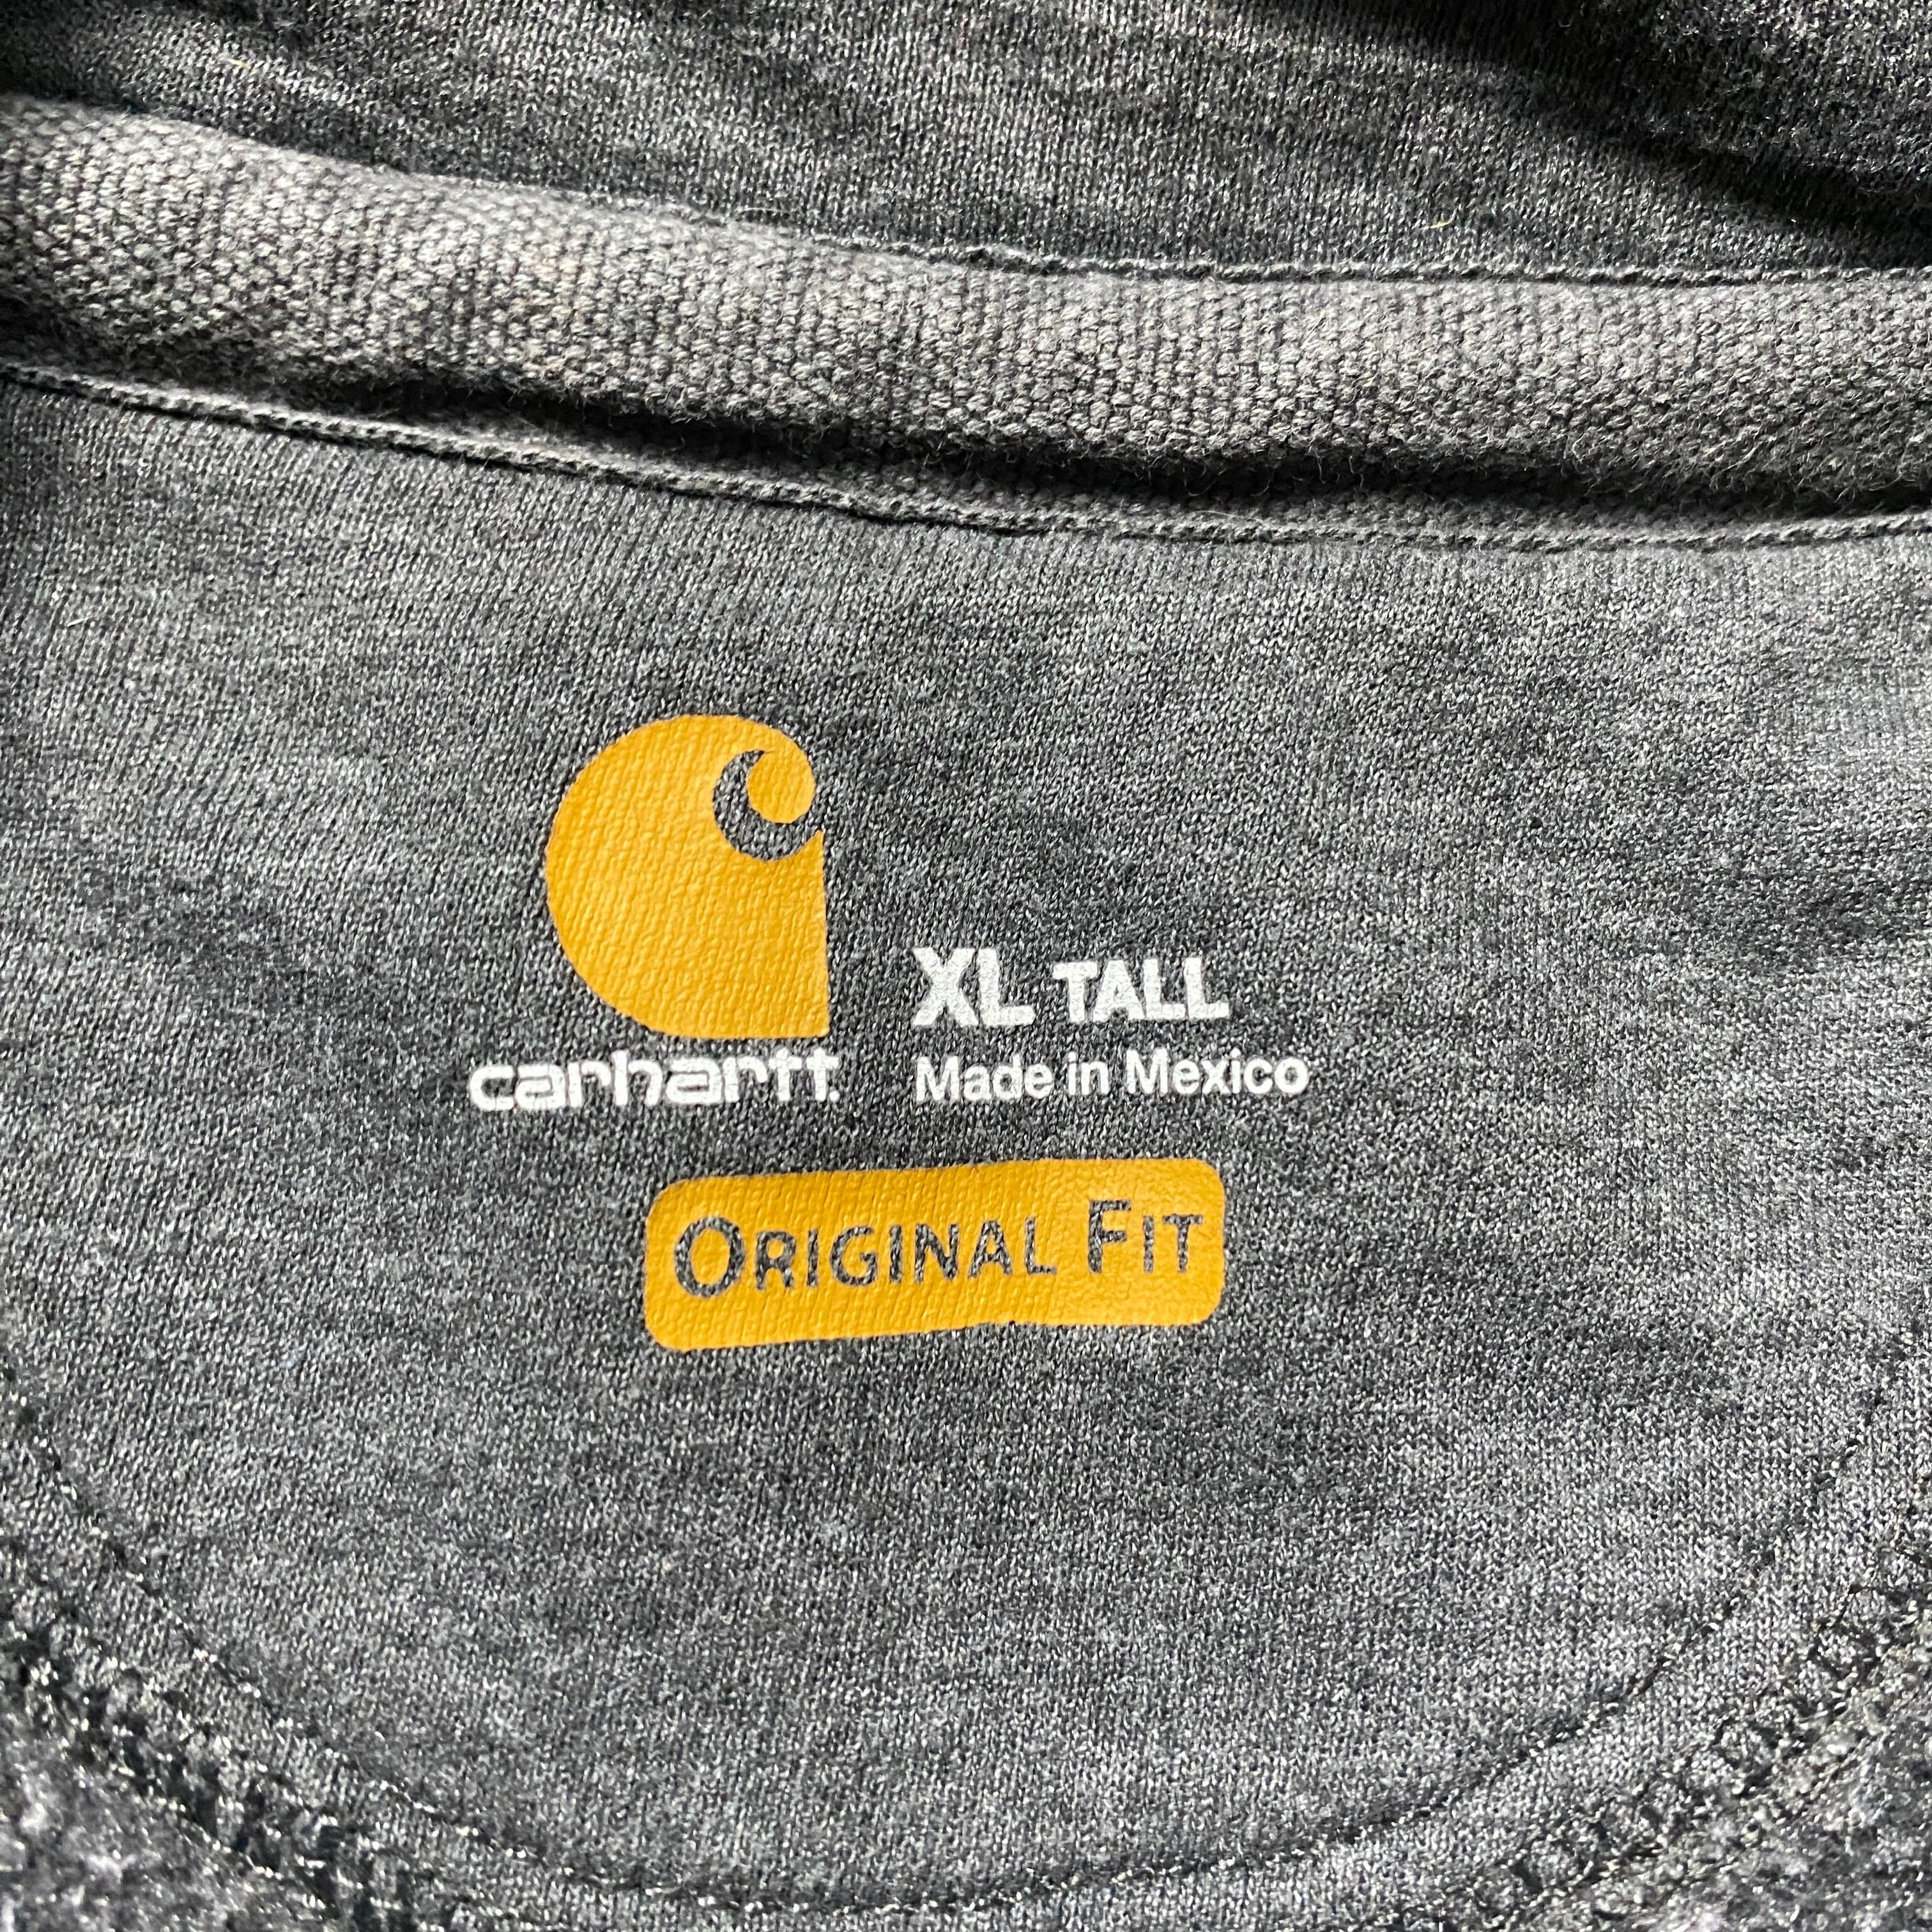 XL TALL
carhartt.
Made in Mexico
ORIGINAL FIT